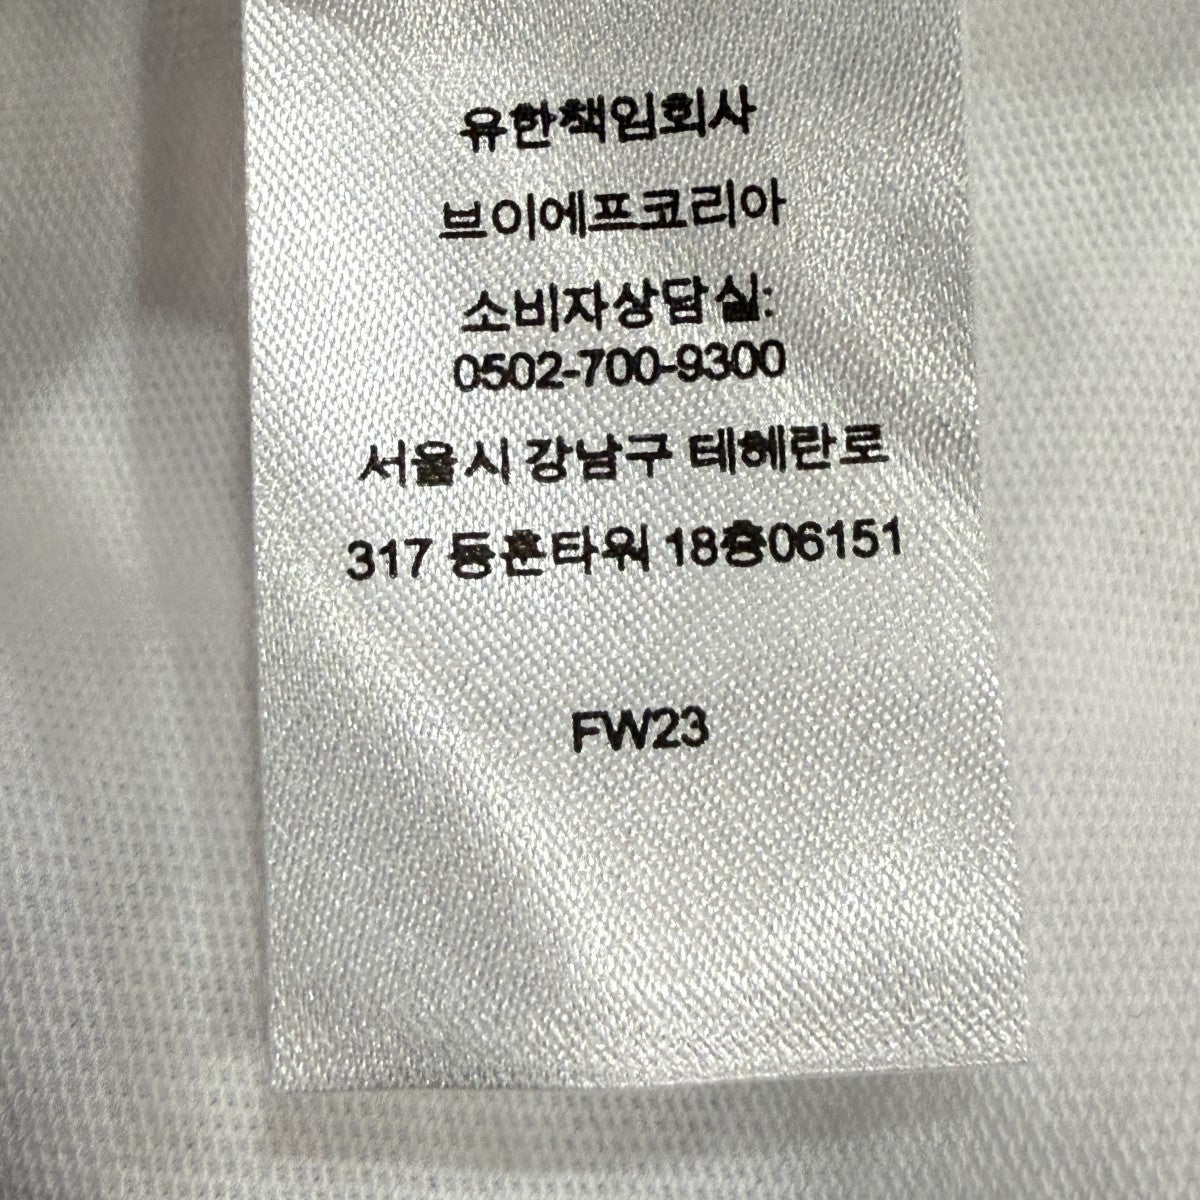 유한책임회사
브이에프코리아
소비자상담실:
0502-700-9300
서울시 강남구 테헤란로
317 동훈타워 18층06151
FW23